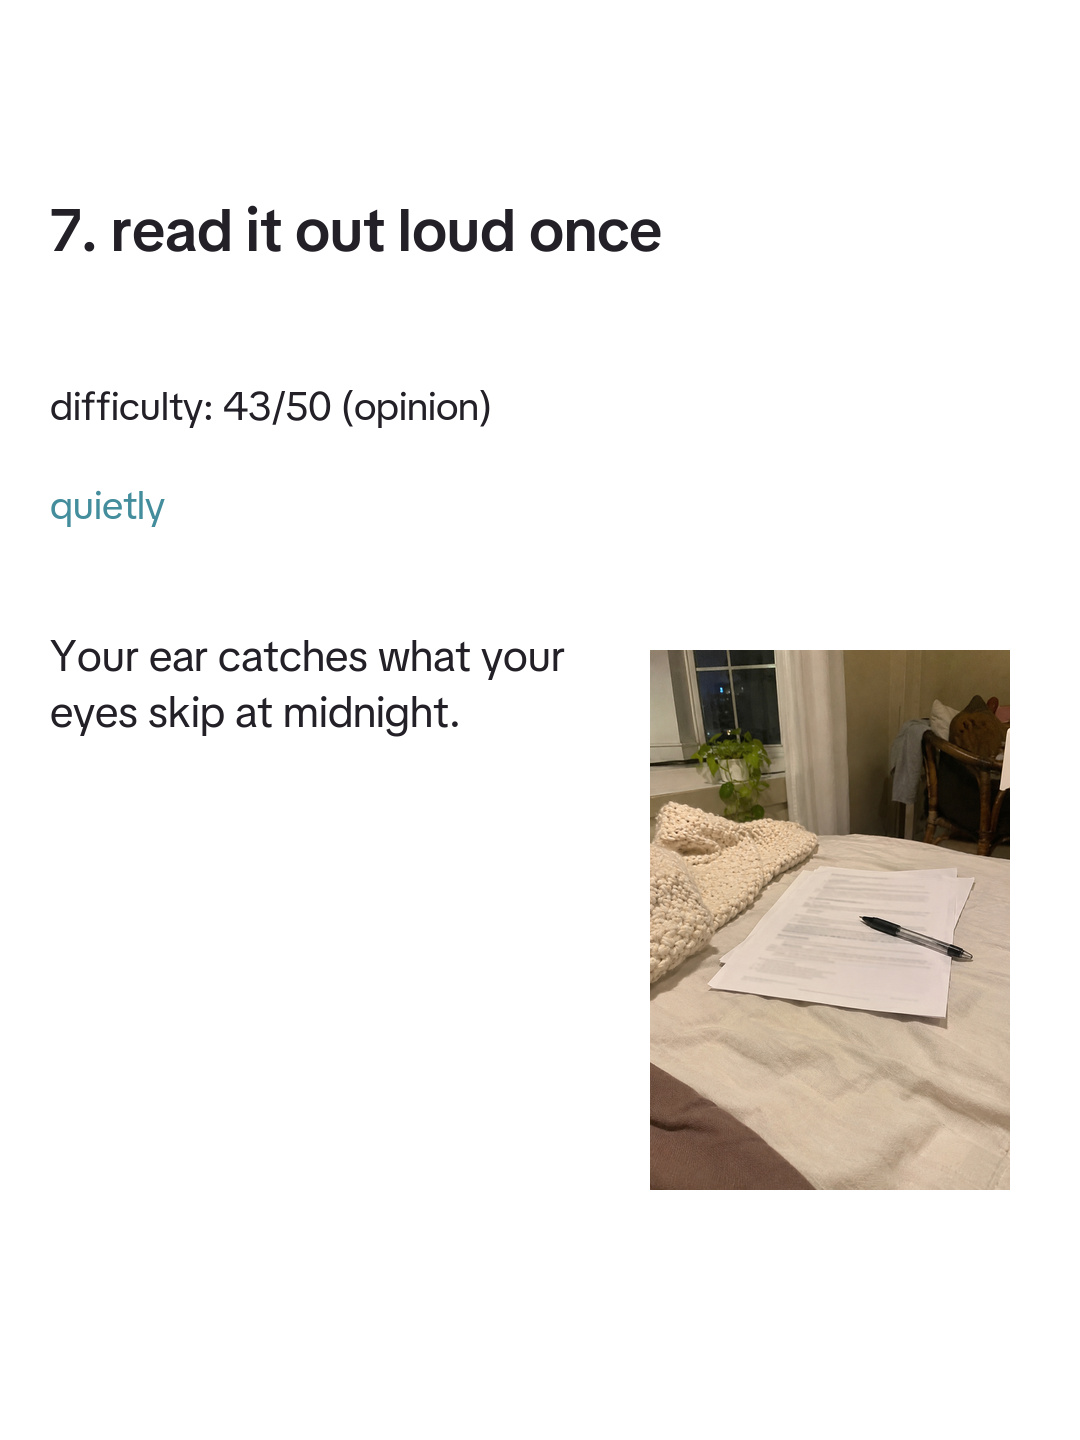 7. read it out loud once
difficulty: 43/50 (opinion)
quietly
Your ear catches what your
eyes skip at midnight.